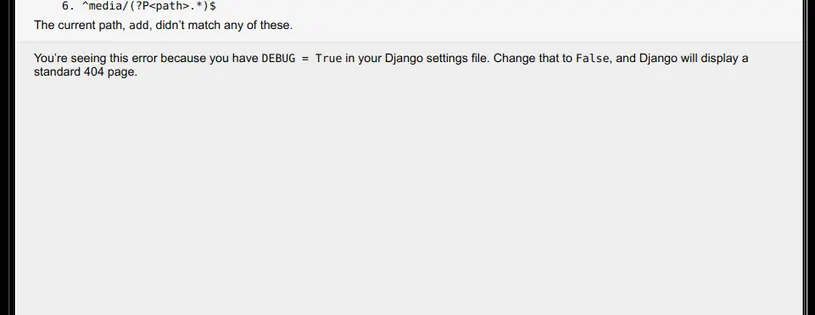 6. ^media/(?P<path>.*)$
The current path, add, didn’t match any of these.
You’re seeing this error because you have DEBUG = True in your Django settings file. Change that to False, and Django will display a
standard 404 page.